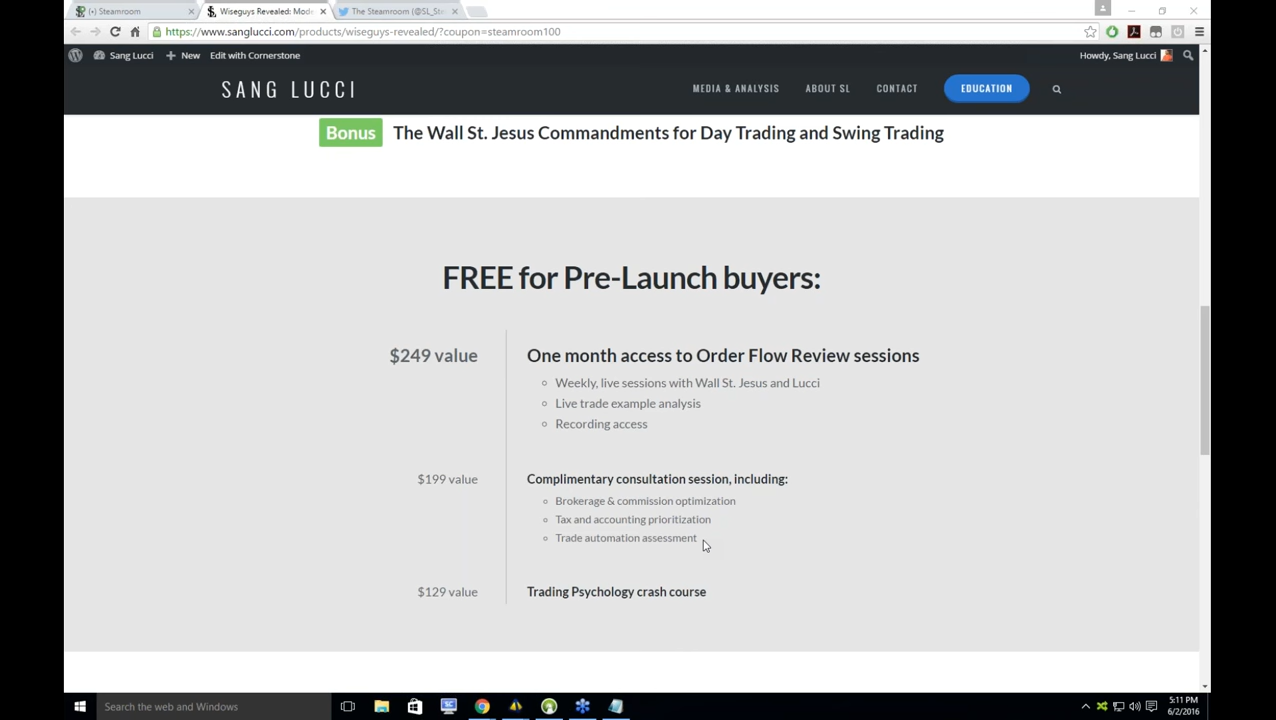 (•) Steamroom
Wiseguys Revealed: Mod
The Steamroom (@SL_Ste
https://www.sanglucci.com/products/wiseguys-revealed/?coupon=steamroom100
Sang Lucci
New
Edit with Cornerstone
Howdy, Sang Lucci
SANG LUCCI
MEDIA & ANALYSIS
ABOUT SL
CONTACT
EDUCATION
Bonus The Wall St. Jesus Commandments for Day Trading and Swing Trading
FREE for Pre-Launch buyers:
$249 value
One month access to Order Flow Review sessions
Weekly, live sessions with Wall St. Jesus and Lucci
Live trade example analysis
Recording access
$199 value
Complimentary consultation session, including:
Brokerage & commission optimization
Tax and accounting prioritization
Trade automation assessment
$129 value
Trading Psychology crash course
Search the web and Windows
5:11 PM
6/2/2016